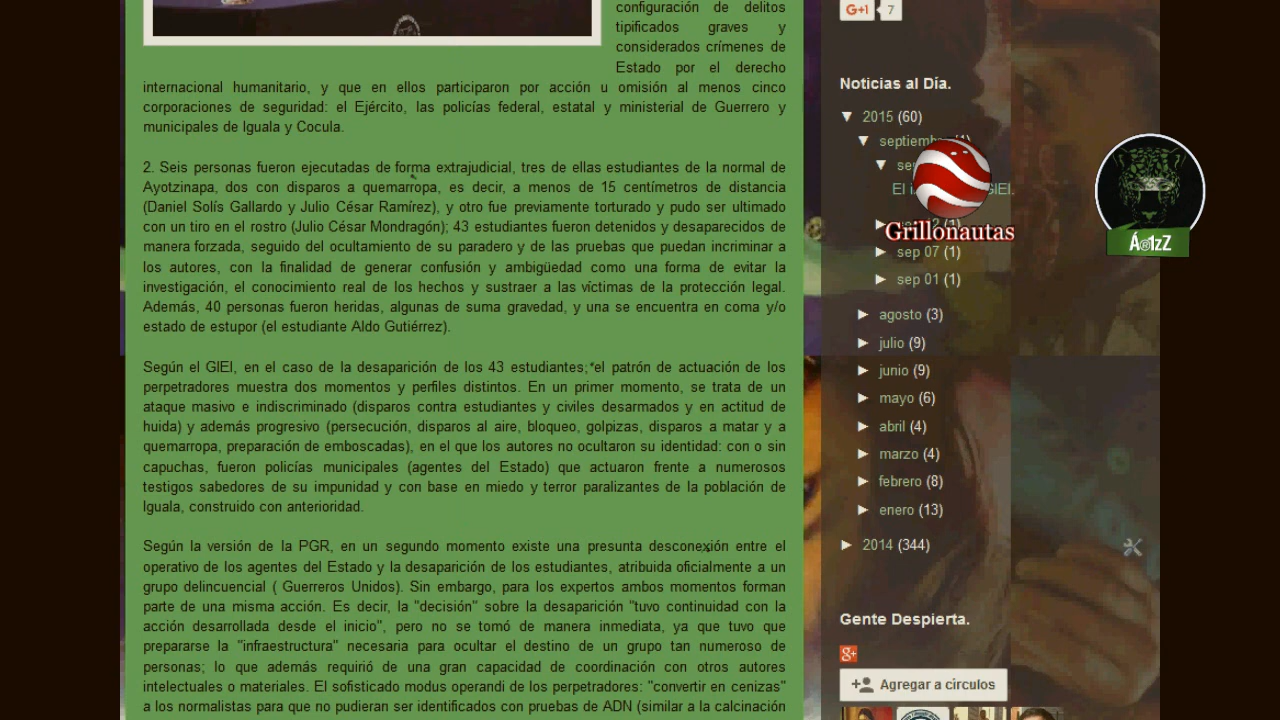 configuración de delitos
tipificados graves y
considerados crímenes de
Estado por el derecho
internacional humanitario, y que en ellos participaron por acción u omisión al menos cinco
corporaciones de seguridad: el Ejército, las policías federal, estatal y ministerial de Guerrero y
municipales de Iguala y Cocula.
2. Seis personas fueron ejecutadas de forma extrajudicial, tres de ellas estudiantes de la normal de
Ayotzinapa, dos con disparos a quemarropa, es decir, a menos de 15 centímetros de distancia
(Daniel Solís Gallardo y Julio César Ramírez), y otro fue previamente torturado y pudo ser ultimado
con un tiro en el rostro (Julio César Mondragón); 43 estudiantes fueron detenidos y desaparecidos de
manera forzada, seguido del ocultamiento de su paradero y de las pruebas que puedan incriminar a
los autores, con la finalidad de generar confusión y ambigüedad como una forma de evitar la
investigación, el conocimiento real de los hechos y sustraer a las víctimas de la protección legal.
Además, 40 personas fueron heridas, algunas de suma gravedad, y una se encuentra en coma y/o
estado de estupor (el estudiante Aldo Gutiérrez).
Según el GIEI, en el caso de la desaparición de los 43 estudiantes, el patrón de actuación de los
perpetradores muestra dos momentos y perfiles distintos. En un primer momento, se trata de un
ataque masivo e indiscriminado (disparos contra estudiantes y civiles desarmados y en actitud de
huida) y además progresivo (persecución, disparos al aire, bloqueo, golpizas, disparos a matar y a
quemarropa, preparación de emboscadas), en el que los autores no ocultaron su identidad: con o sin
capuchas, fueron policías municipales (agentes del Estado) que actuaron frente a numerosos
testigos sabedores de su impunidad y con base en miedo y terror paralizantes de la población de
Iguala, construido con anterioridad.
Según la versión de la PGR, en un segundo momento existe una presunta desconexión entre el
operativo de los agentes del Estado y la desaparición de los estudiantes, atribuida oficialmente a un
grupo delincuencial ( Guerreros Unidos). Sin embargo, para los expertos ambos momentos forman
parte de una misma acción. Es decir, la "decisión" sobre la desaparición "tuvo continuidad con la
acción desarrollada desde el inicio", pero no se tomó de manera inmediata, ya que tuvo que
prepararse la "infraestructura" necesaria para ocultar el destino de un grupo tan numeroso de
personas; lo que además requirió de una gran capacidad de coordinación con otros autores
intelectuales o materiales. El sofisticado modus operandi de los perpetradores: "convertir en cenizas"
a los normalistas para que no pudieran ser identificados con pruebas de ADN (similar a la calcinación
G+1 7
Noticias al Día.
▼ 2015 (60)
▼ septiembre (1)
▼ se
El GIEI.
► (1)
► sep 07 (1)
► sep 01 (1)
► agosto (3)
► julio (9)
► junio (9)
► mayo (6)
► abril (4)
► marzo (4)
► febrero (8)
► enero (13)
► 2014 (344)
Gente Despierta.
g+
Agregar a círculos
Grillonautas
Á®1zZ